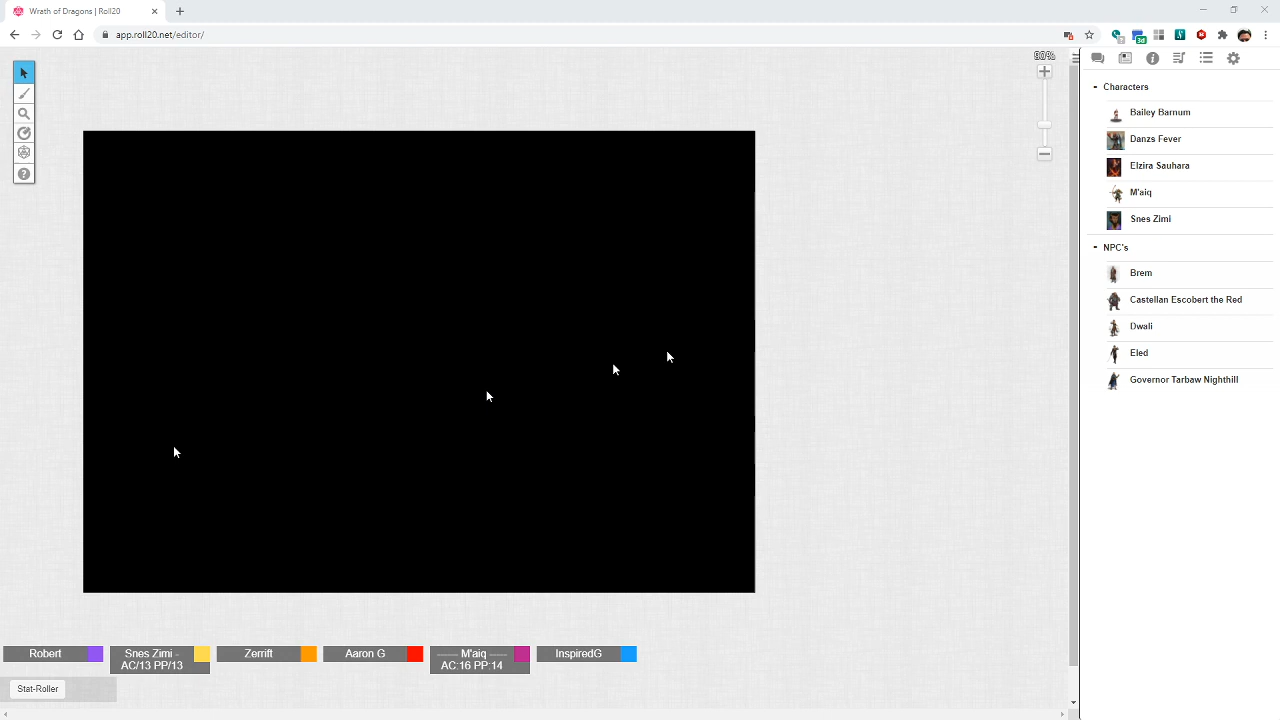 Wrath of Dragons | Roll20
app.roll20.net/editor/
3d
Characters
Bailey Barnum
Danzs Fever
Elzira Sauhara
M'aiq
Snes Zimi
NPC's
Brem
Castellan Escobert the Red
Dwali
Eled
Governor Tarbaw Nighthill
Robert
Snes Zimi -
AC/13 PP/13
Zerrift
Aaron G
----- M'aiq -----
AC:16 PP:14
InspiredG
Stat-Roller